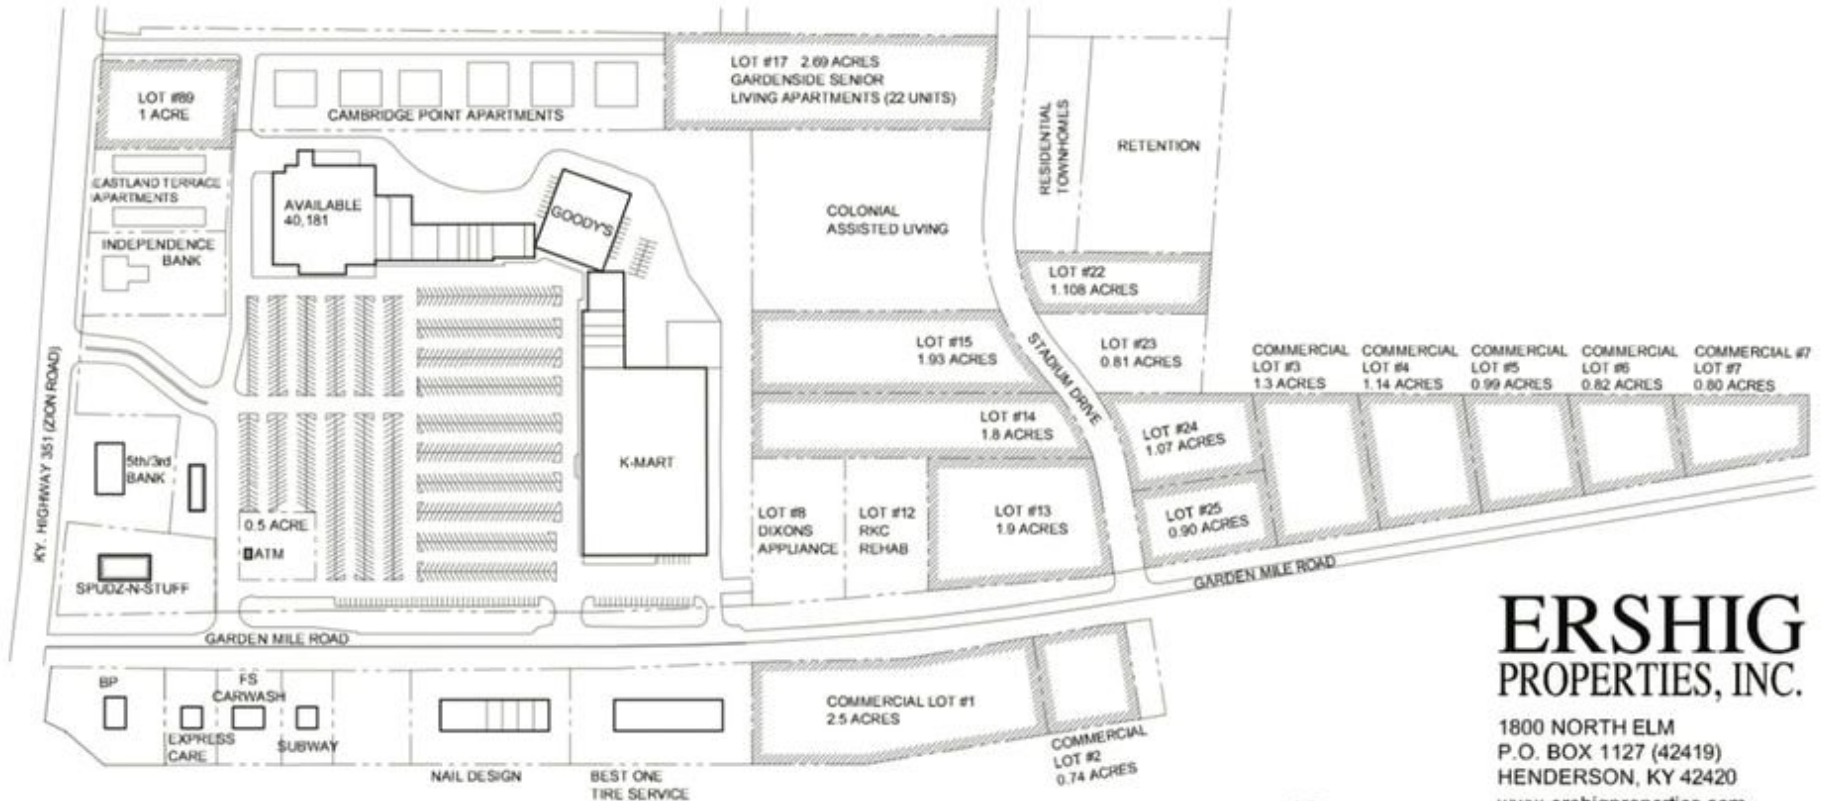 LOT #89
1 ACRE
CAMBRIDGE POINT APARTMENTS
LOT #17 2.69 ACRES
GARDENSIDE SENIOR
LIVING APARTMENTS (22 UNITS)
RESIDENTIAL
TOWNHOMES
RETENTION
EASTLAND TERRACE
APARTMENTS
INDEPENDENCE
BANK
AVAILABLE
40,181
GOODY'S
COLONIAL
ASSISTED LIVING
LOT #22
1.108 ACRES
LOT #15
1.93 ACRES
STADIUM DRIVE
LOT #23
0.81 ACRES
COMMERCIAL
LOT #3
1.3 ACRES
COMMERCIAL
LOT #4
1.14 ACRES
COMMERCIAL
LOT #5
0.99 ACRES
COMMERCIAL
LOT #6
0.82 ACRES
COMMERCIAL #7
LOT #7
0.80 ACRES
KY. HIGHWAY 351 (ZION ROAD)
LOT #14
1.8 ACRES
LOT #24
1.07 ACRES
5th/3rd
BANK
K-MART
LOT #8
DIXONS
APPLIANCE
LOT #12
RKC
REHAB
LOT #13
1.9 ACRES
LOT #25
0.90 ACRES
0.5 ACRE
ATM
SPUDZ-N-STUFF
GARDEN MILE ROAD
GARDEN MILE ROAD
BP
EXPRESS
CARE
FS
CARWASH
SUBWAY
NAIL DESIGN
BEST ONE
TIRE SERVICE
COMMERCIAL LOT #1
2.5 ACRES
COMMERCIAL
LOT #2
0.74 ACRES
ERSHIG
PROPERTIES, INC.
1800 NORTH ELM
P.O. BOX 1127 (42419)
HENDERSON, KY 42420